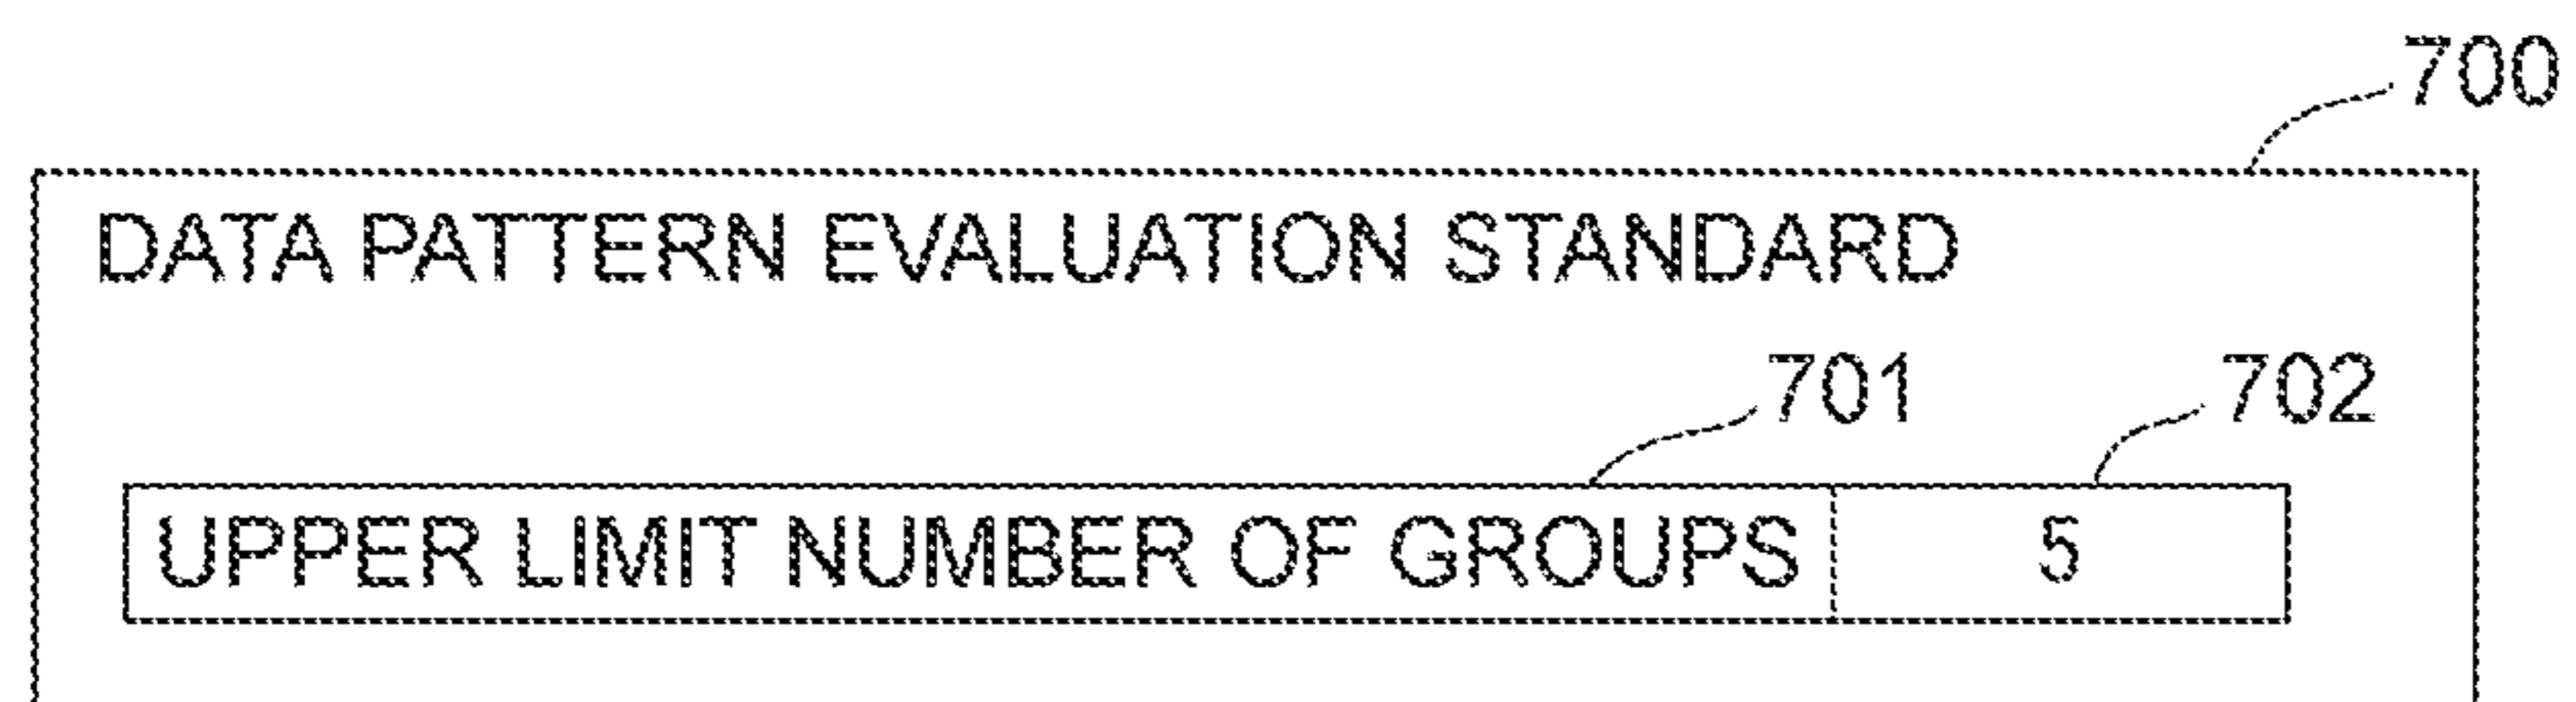 700
DATA PATTERN EVALUATION STANDARD
701 702
UPPER LIMIT NUMBER OF GROUPS 5